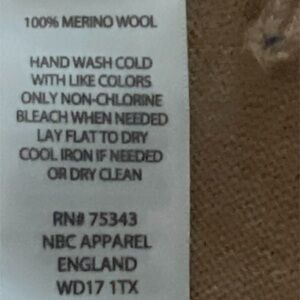 100% MERINO WOOL
HAND WASH COLD
WITH LIKE COLORS
ONLY NON-CHLORINE
BLEACH WHEN NEEDED
LAY FLAT TO DRY
COOL IRON IF NEEDED
OR DRY CLEAN
RN# 75343
NBC APPAREL
ENGLAND
WD17 1TX